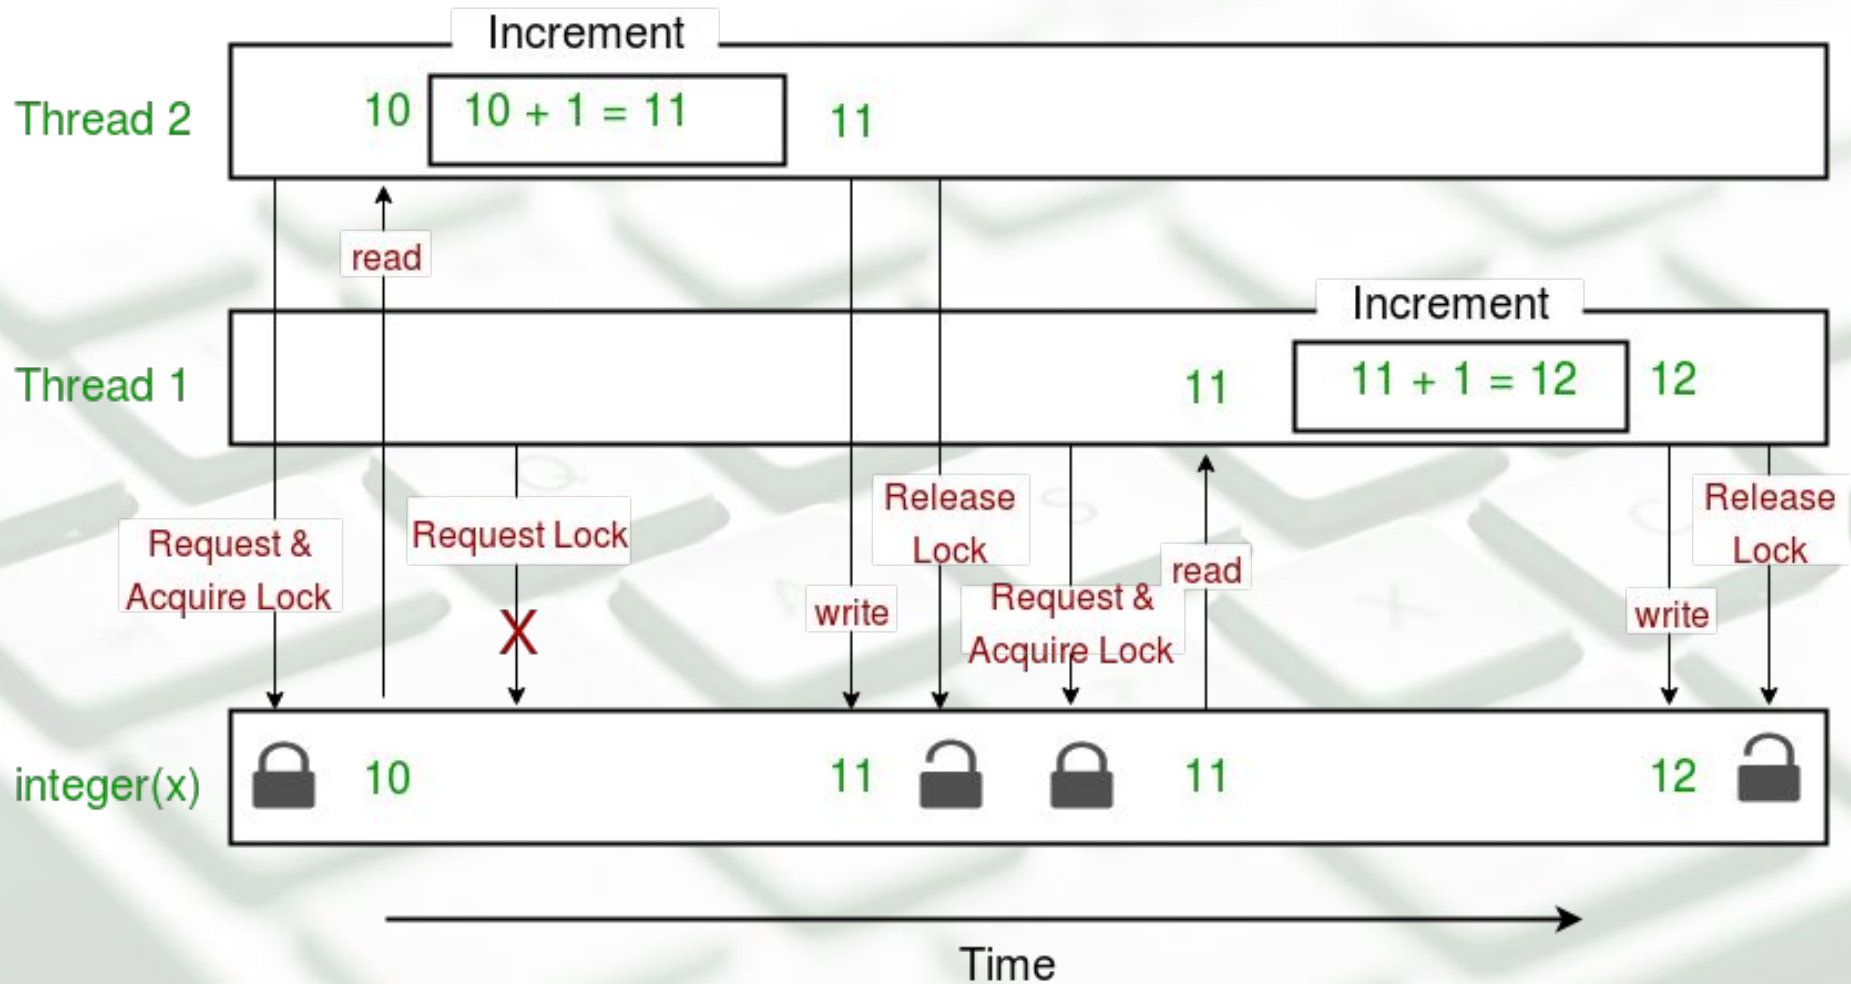 Increment
Thread 2
10
10 + 1 = 11
11
read
Increment
Thread 1
11
11 + 1 = 12
12
Request &
Acquire Lock
Request Lock
X
write
Release
Lock
Request &
Acquire Lock
read
write
Release
Lock
integer(x)
10
11
11
12
Time